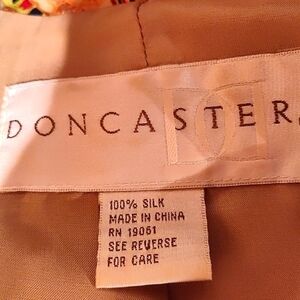 DONCASTER
100% SILK
MADE IN CHINA
RN 19061
SEE REVERSE
FOR CARE